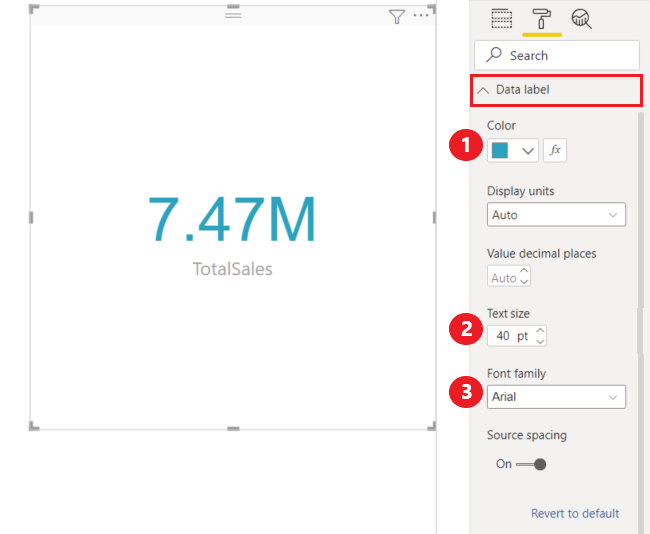 7.47M
TotalSales
Search
Data label
Color
1
fx
Display units
Auto
Value decimal places
Auto
Text size
2
40 pt
Font family
3
Arial
Source spacing
On
Revert to default